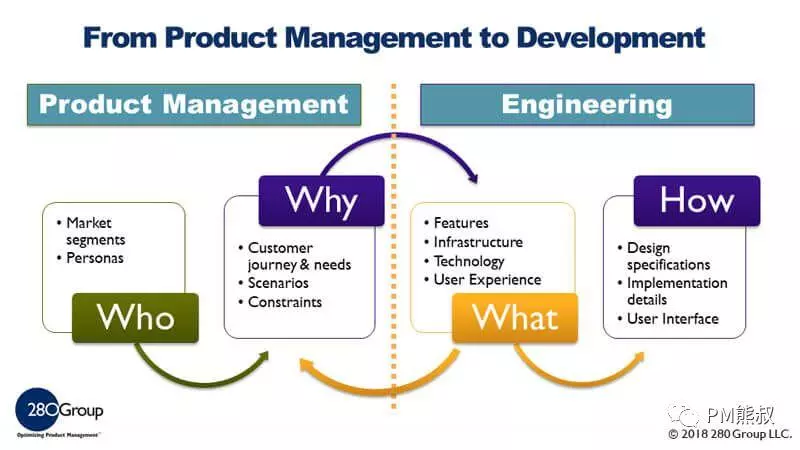 From Product Management to Development
Product Management
Engineering
• Market
segments
• Personas
Who
Why
• Customer
journey & needs
• Scenarios
• Constraints
• Features
• Infrastructure
• Technology
• User Experience
What
How
• Design
specifications
• Implementation
details
• User Interface
280Group
Optimizing Product Management™
PM熊叔
© 2018 280 Group LLC.